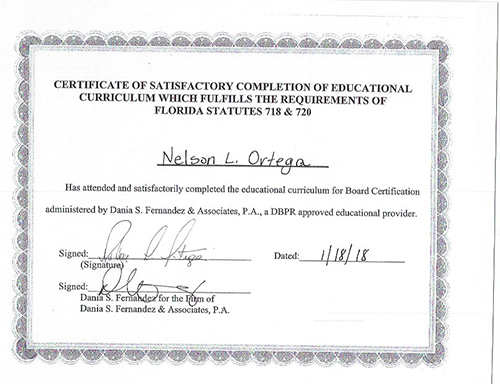 CERTIFICATE OF SATISFACTORY COMPLETION OF EDUCATIONAL
CURRICULUM WHICH FULFILLS THE REQUIREMENTS OF
FLORIDA STATUTES 718 & 720
Nelson L. Ortega
Has attended and satisfactorily completed the educational curriculum for Board Certification
administered by Dania S. Fernandez & Associates, P.A., a DBPR approved educational provider.
Signed: Dated: 1/18/18
(Signature)
Signed:
Dania S. Fernandez for the Firm of
Dania S. Fernandez & Associates, P.A.